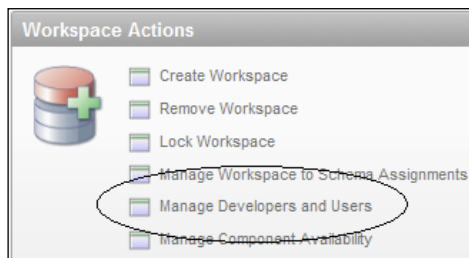 Workspace Actions
Create Workspace
Remove Workspace
Lock Workspace
Manage Workspace to Schema Assignments
Manage Developers and Users
Manage Component Availability